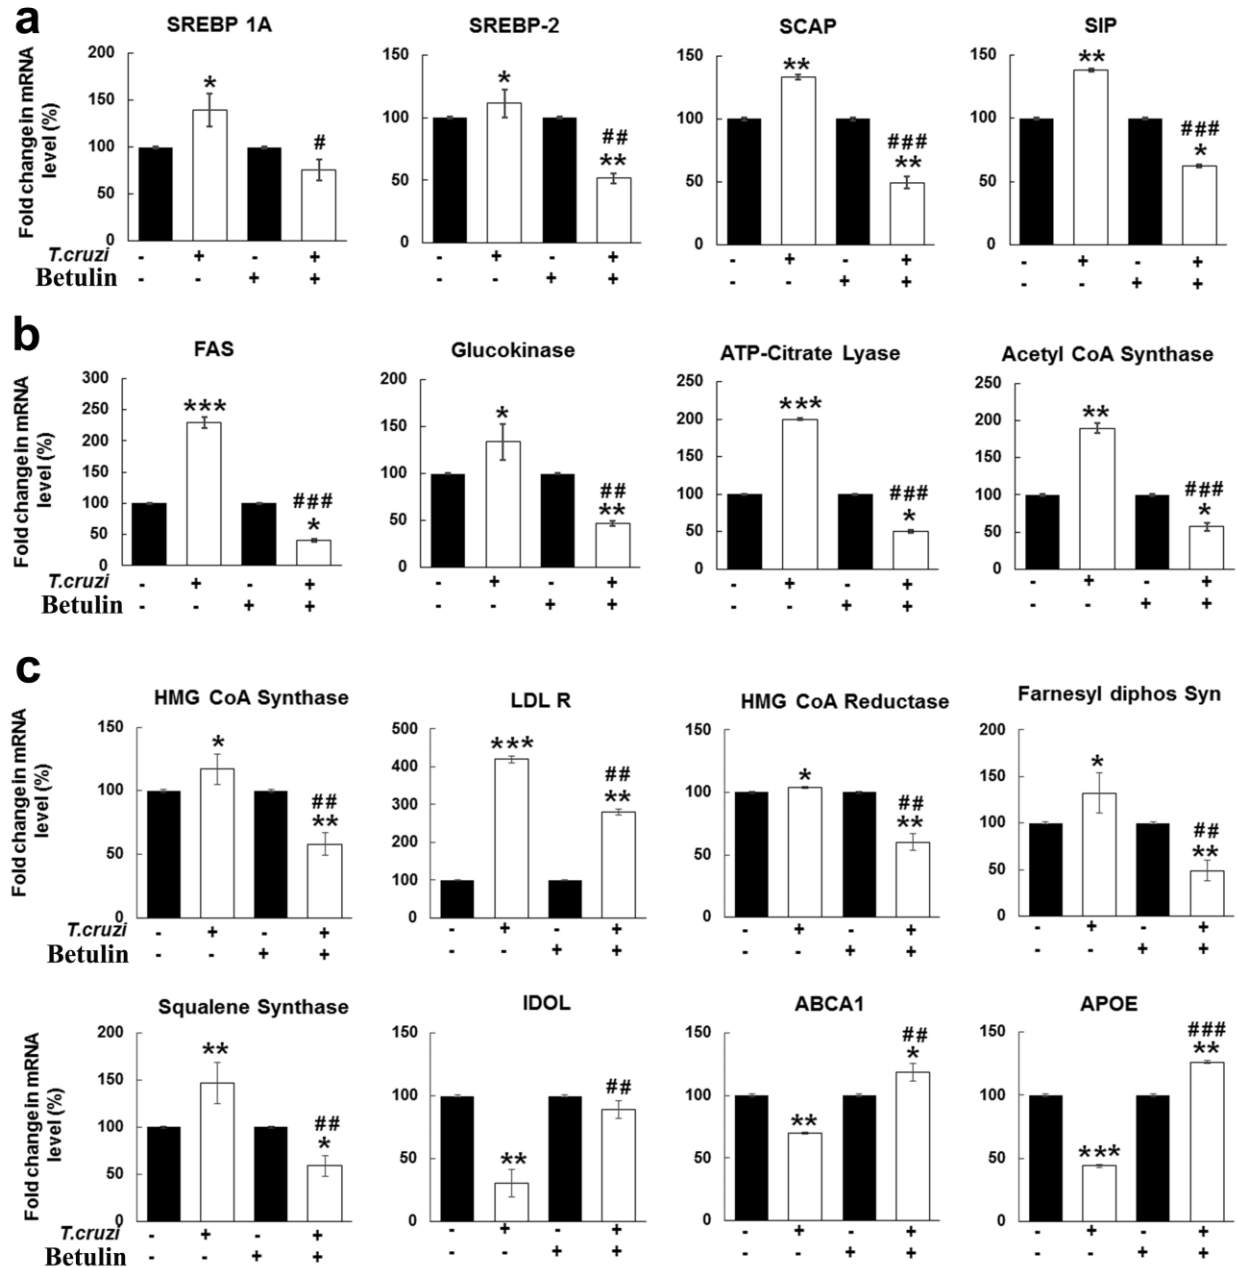 a
SREBP 1A SREBP-2 SCAP SIP
Fold change in mRNA
level (%)
200 150 100 50 0
* #
150 100 50 0
* ## **
150 100 50 0
** ### **
150 100 50 0
** ### *
T.cruzi - + - + - + - + - + - + - + - +
Betulin - - + + - - + + - - + + - - + +
b
FAS Glucokinase ATP-Citrate Lyase Acetyl CoA Synthase
Fold change in mRNA
level (%)
300 250 200 150 100 50 0
*** ### *
200 150 100 50 0
* ## **
250 200 150 100 50 0
*** ### *
250 200 150 100 50 0
** ### *
T.cruzi - + - + - + - + - + - + - + - +
Betulin - - + + - - + + - - + + - - + +
c
HMG CoA Synthase LDL R HMG CoA Reductase Farnesyl diphos Syn
Fold change in mRNA
level (%)
150 100 50 0
* ## **
500 400 300 200 100 0
*** ## **
150 100 50 0
* ## **
200 150 100 50 0
* ## **
T.cruzi - + - + - + - + - + - + - + - +
Betulin - - + + - - + + - - + + - - + +
Squalene Synthase IDOL ABCA1 APOE
Fold change in mRNA
level (%)
200 150 100 50 0
** ## *
150 100 50 0
** ##
150 100 50 0
** ## *
150 100 50 0
*** ### **
T.cruzi - + - + - + - + - + - + - + - +
Betulin - - + + - - + + - - + + - - + +